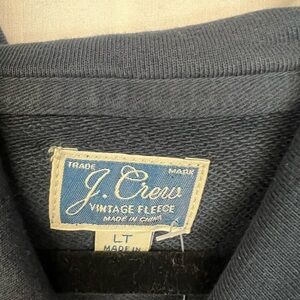 TRADE MARK
J. Crew
VINTAGE FLEECE
MADE IN CHINA
LT
MADE IN